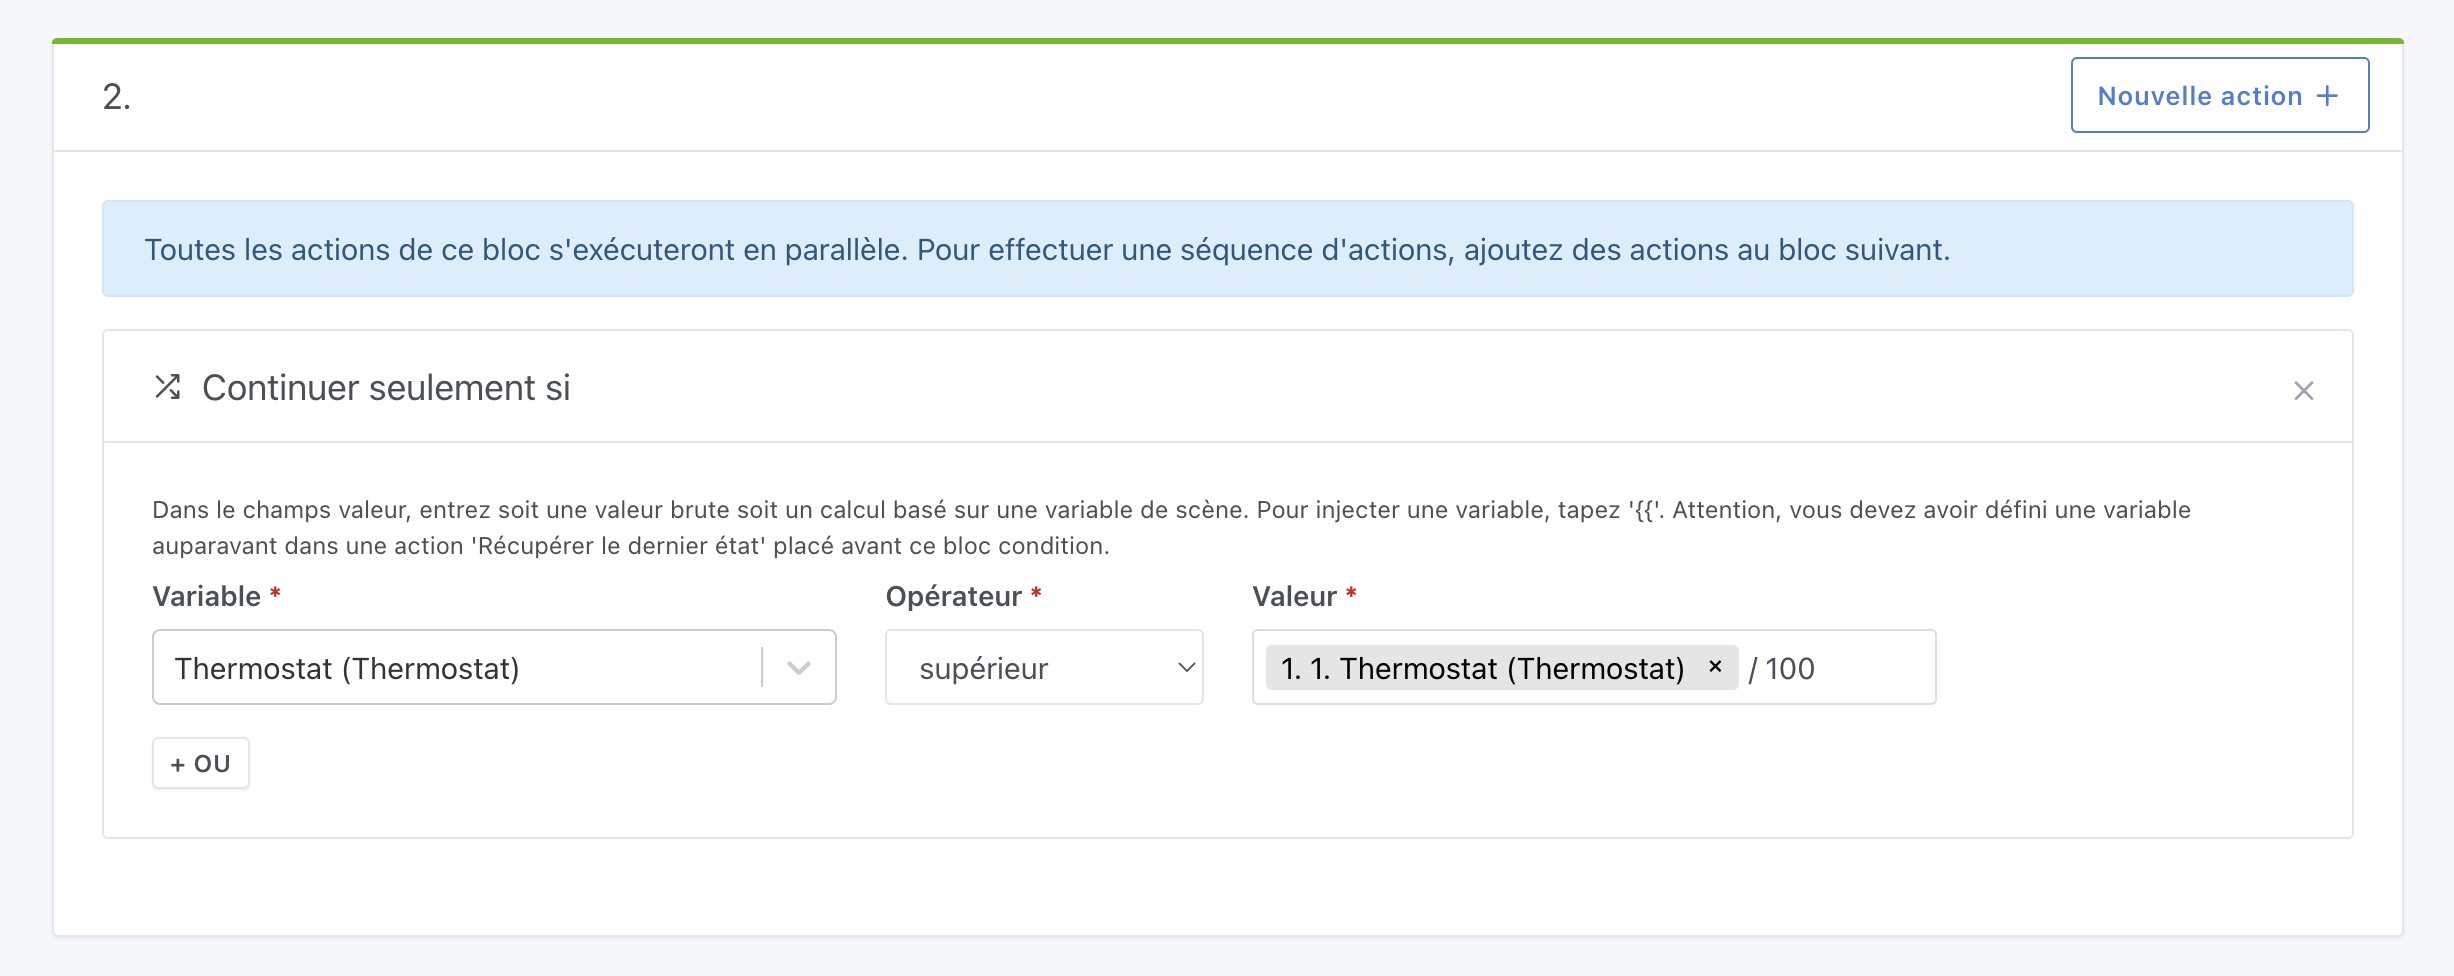 2.
Nouvelle action +
Toutes les actions de ce bloc s'exécuteront en parallèle. Pour effectuer une séquence d'actions, ajoutez des actions au bloc suivant.
Continuer seulement si
Dans le champs valeur, entrez soit une valeur brute soit un calcul basé sur une variable de scène. Pour injecter une variable, tapez '{{'. Attention, vous devez avoir défini une variable
auparavant dans une action 'Récupérer le dernier état' placé avant ce bloc condition.
Variable * Opérateur * Valeur *
Thermostat (Thermostat) supérieur 1. 1. Thermostat (Thermostat) × / 100
+ OU